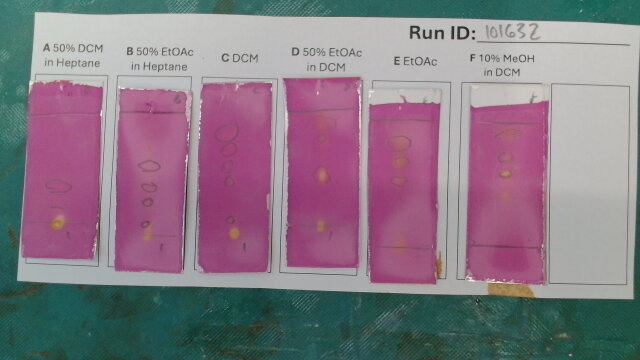 Run ID: 101632
A 50% DCM
in Heptane
B 50% EtOAc
in Heptane
C DCM
D 50% EtOAc
in DCM
E EtOAc
F 10% MeOH
in DCM